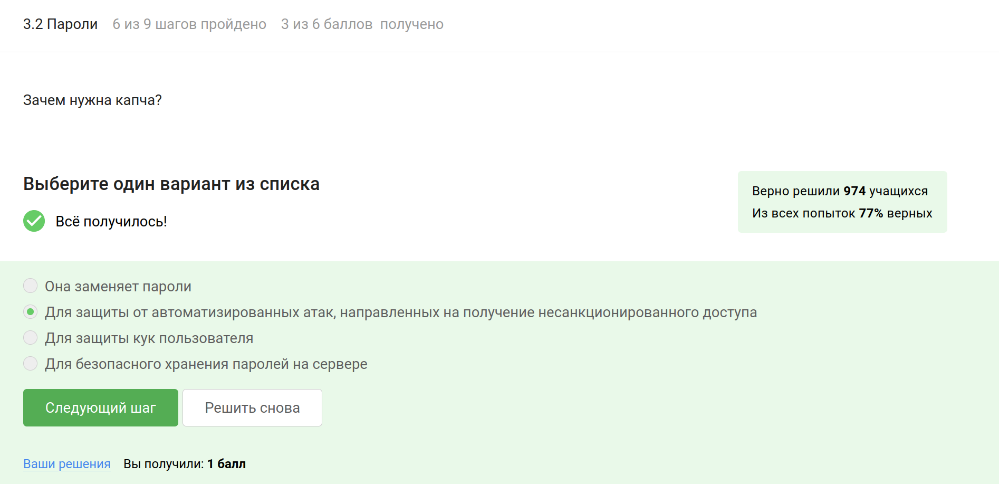 3.2 Пароли 6 из 9 шагов пройдено 3 из 6 баллов получено
Зачем нужна капча?
Выберите один вариант из списка
Всё получилось!
Верно решили 974 учащихся
Из всех попыток 77% верных
Она заменяет пароли
Для защиты от автоматизированных атак, направленных на получение несанкционированного доступа
Для защиты кук пользователя
Для безопасного хранения паролей на сервере
Следующий шаг Решить снова
Ваши решения Вы получили: 1 балл